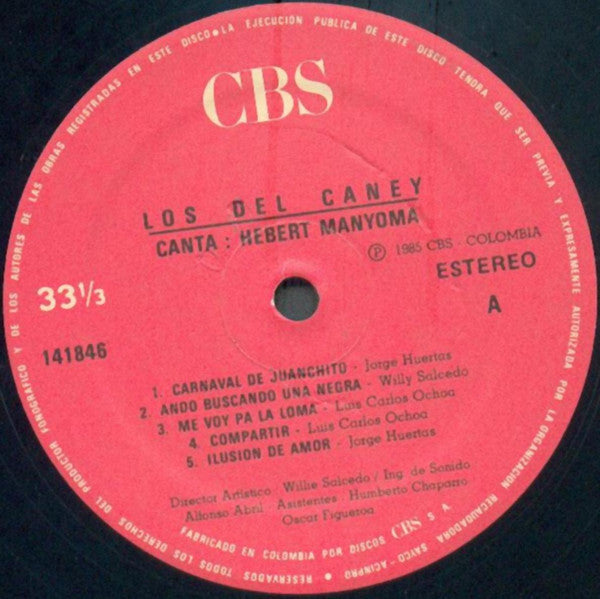 CBS
LOS DEL CANEY
CANTA : HEBERT MANYOMA
℗ 1985 CBS - COLOMBIA
ESTEREO
33 1/3
A
141846
1. CARNAVAL DE JUANCHITO - Jorge Huertas
2. ANDO BUSCANDO UNA NEGRA - Willy Salcedo
3. ME VOY PA LA LOMA - Luis Carlos Ochoa
4. COMPARTIR - Luis Carlos Ochoa
5. ILUSION DE AMOR - Jorge Huertas
Director Artístico : Willie Salcedo / Ing. de Sonido
Alfonso Abril - Asistentes : Humberto Chaparro
Oscar Figueroa
FABRICADO EN COLOMBIA POR DISCOS CBS S A
RESERVADOS TODOS LOS DERECHOS DEL PRODUCTOR FONOGRAFICO Y DE LOS AUTORES DE LAS OBRAS REGISTRADAS EN ESTE DISCO • LA EJECUCIÓN PUBLICA DE ESTE DISCO TENDRA QUE SER PREVIA Y EXPRESAMENTE AUTORIZADA POR LA ORGANIZACION RECAUDADORA SAYCO - ACINPRO •